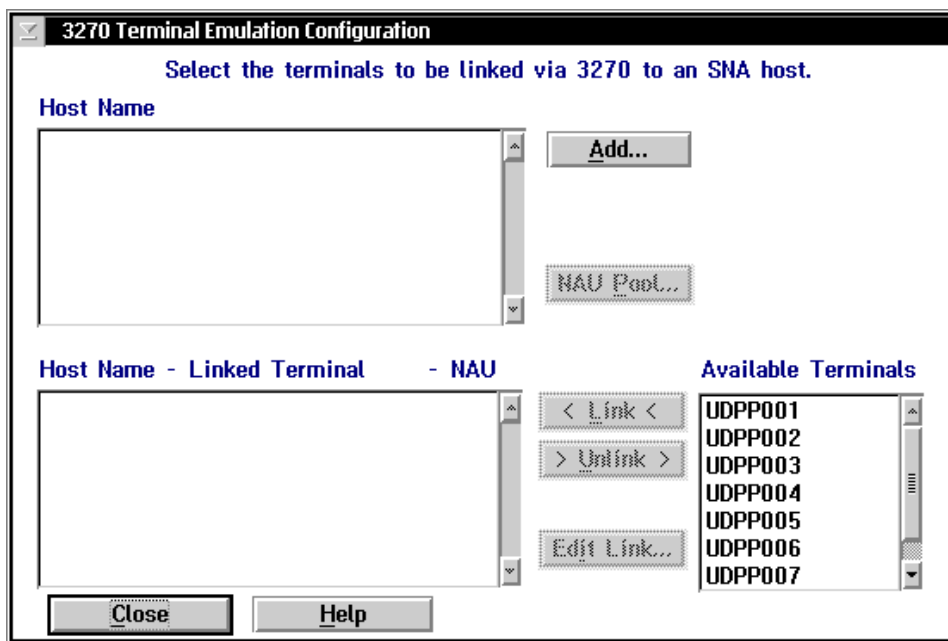 3270 Terminal Emulation Configuration
Select the terminals to be linked via 3270 to an SNA host.
Host Name
Add...
NAU Pool...
Host Name - Linked Terminal - NAU
Available Terminals
< Link <
> Unlink >
Edit Link...
UDPP001
UDPP002
UDPP003
UDPP004
UDPP005
UDPP006
UDPP007
Close
Help